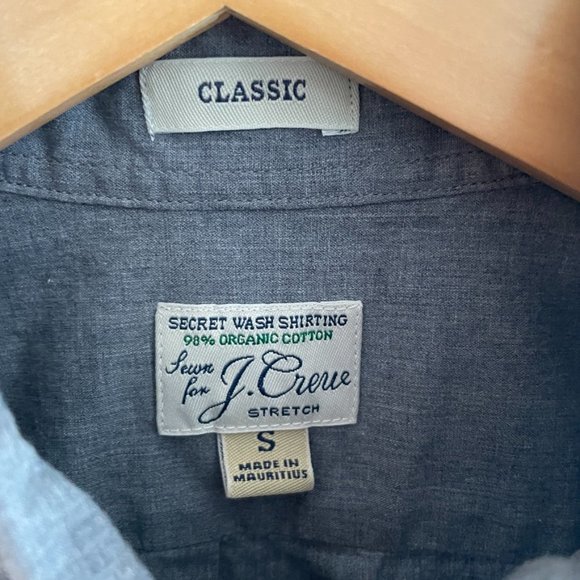 CLASSIC
SECRET WASH SHIRTING
98% ORGANIC COTTON
Sewn for J.Crew
STRETCH
S
MADE IN
MAURITIUS